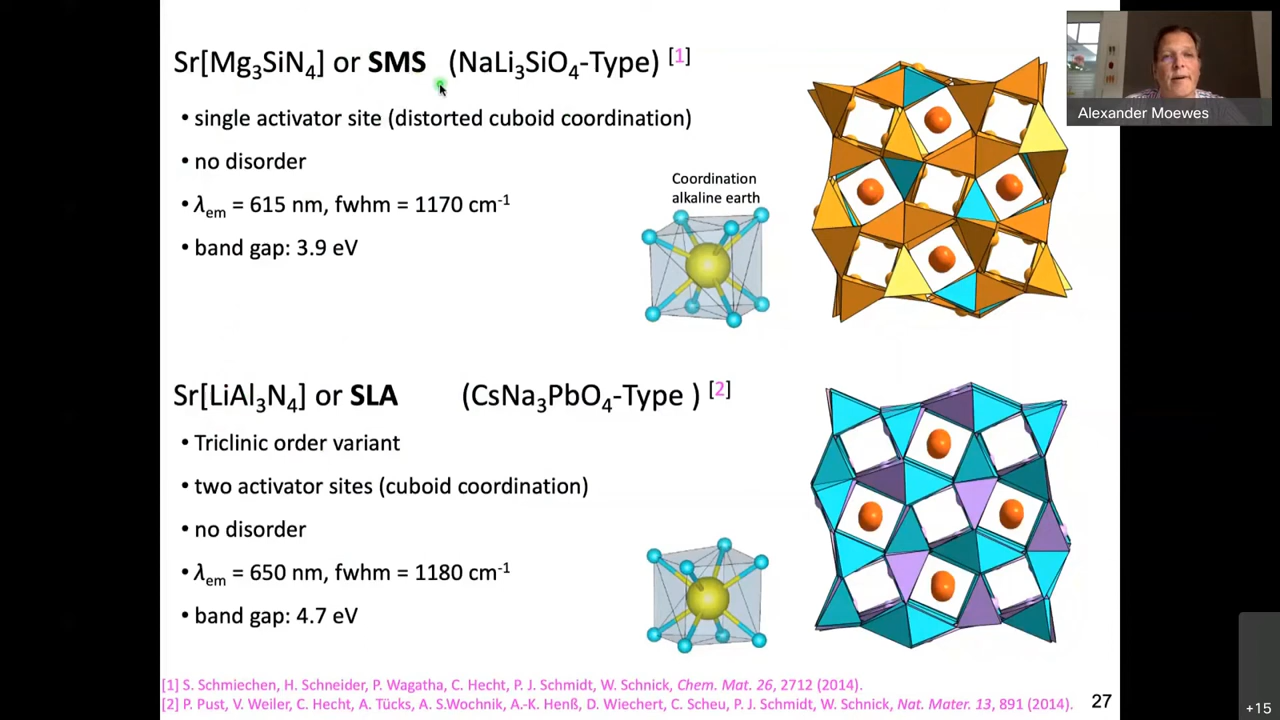 Sr[Mg₃SiN₄] or SMS (NaLi₃SiO₄-Type) [1]
• single activator site (distorted cuboid coordination)
• no disorder
• λem = 615 nm, fwhm = 1170 cm⁻¹
• band gap: 3.9 eV
Coordination
alkaline earth
Alexander Moewes
Sr[LiAl₃N₄] or SLA (CsNa₃PbO₄-Type ) [2]
• Triclinic order variant
• two activator sites (cuboid coordination)
• no disorder
• λem = 650 nm, fwhm = 1180 cm⁻¹
• band gap: 4.7 eV
[1] S. Schmiechen, H. Schneider, P. Wagatha, C. Hecht, P. J. Schmidt, W. Schnick, Chem. Mat. 26, 2712 (2014).
[2] P. Pust, V. Weiler, C. Hecht, A. Tücks, A. S.Wochnik, A.-K. Henß, D. Wiechert, C. Scheu, P. J. Schmidt, W. Schnick, Nat. Mater. 13, 891 (2014).
27
+15